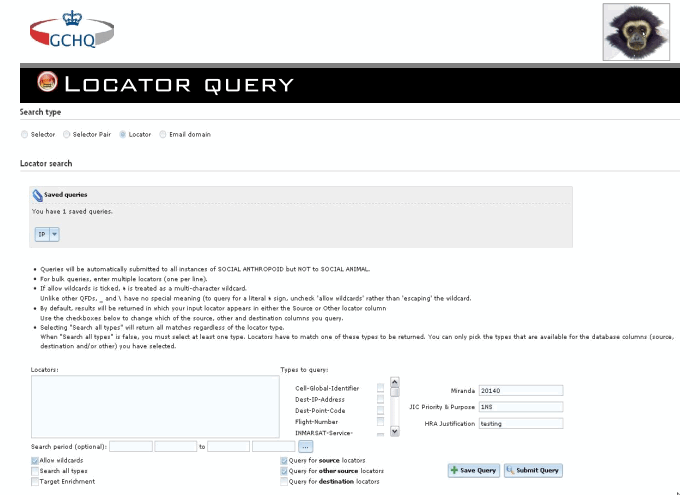 GCHQ
LOCATOR QUERY
Search type
Selector Selector Pair Locator Email domain
Locator search
Saved queries
You have 1 saved queries.
IP
Queries will be automatically submitted to all instances of SOCIAL ANTHROPOID but NOT to SOCIAL ANIMAL.
For bulk queries, enter multiple locators (one per line).
If allow wildcards is ticked, * is treated as a multi-character wildcard.
Unlike other QFDs, _ and \ have no special meaning (to query for a literal * sign, uncheck 'allow wildcards' rather than 'escaping' the wildcard.
By default, results will be returned in which your input locator appears in either the Source or Other locator column
Use the checkboxes below to change which of the source, other and destination columns you query.
Selecting "Search all types" will return all matches regardless of the locator type.
When "Search all types" is false, you must select at least one type. Locators have to match one of these types to be returned. You can only pick the types that are available for the database columns (source,
destination and/or other) you have selected.
Locators: Types to query:
Cell-Global-Identifier
Dest-IP-Address
Dest-Point-Code
Flight-Number
INMARSAT-Service-
Miranda 20140
JIC Priority & Purpose 1NS
HRA Justification testing
Search period (optional): to ...
Allow wildcards Query for source locators
Search all types Query for other source locators
Target Enrichment Query for destination locators
Save Query Submit Query